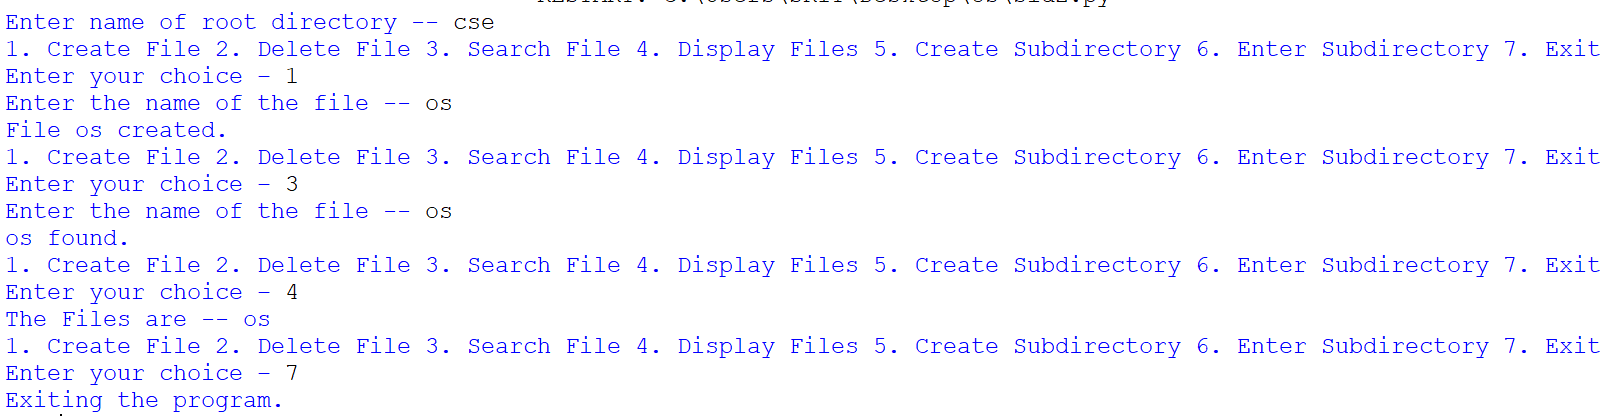 Enter name of root directory -- cse
1. Create File 2. Delete File 3. Search File 4. Display Files 5. Create Subdirectory 6. Enter Subdirectory 7. Exit
Enter your choice - 1
Enter the name of the file -- os
File os created.
1. Create File 2. Delete File 3. Search File 4. Display Files 5. Create Subdirectory 6. Enter Subdirectory 7. Exit
Enter your choice - 3
Enter the name of the file -- os
os found.
1. Create File 2. Delete File 3. Search File 4. Display Files 5. Create Subdirectory 6. Enter Subdirectory 7. Exit
Enter your choice - 4
The Files are -- os
1. Create File 2. Delete File 3. Search File 4. Display Files 5. Create Subdirectory 6. Enter Subdirectory 7. Exit
Enter your choice - 7
Exiting the program.